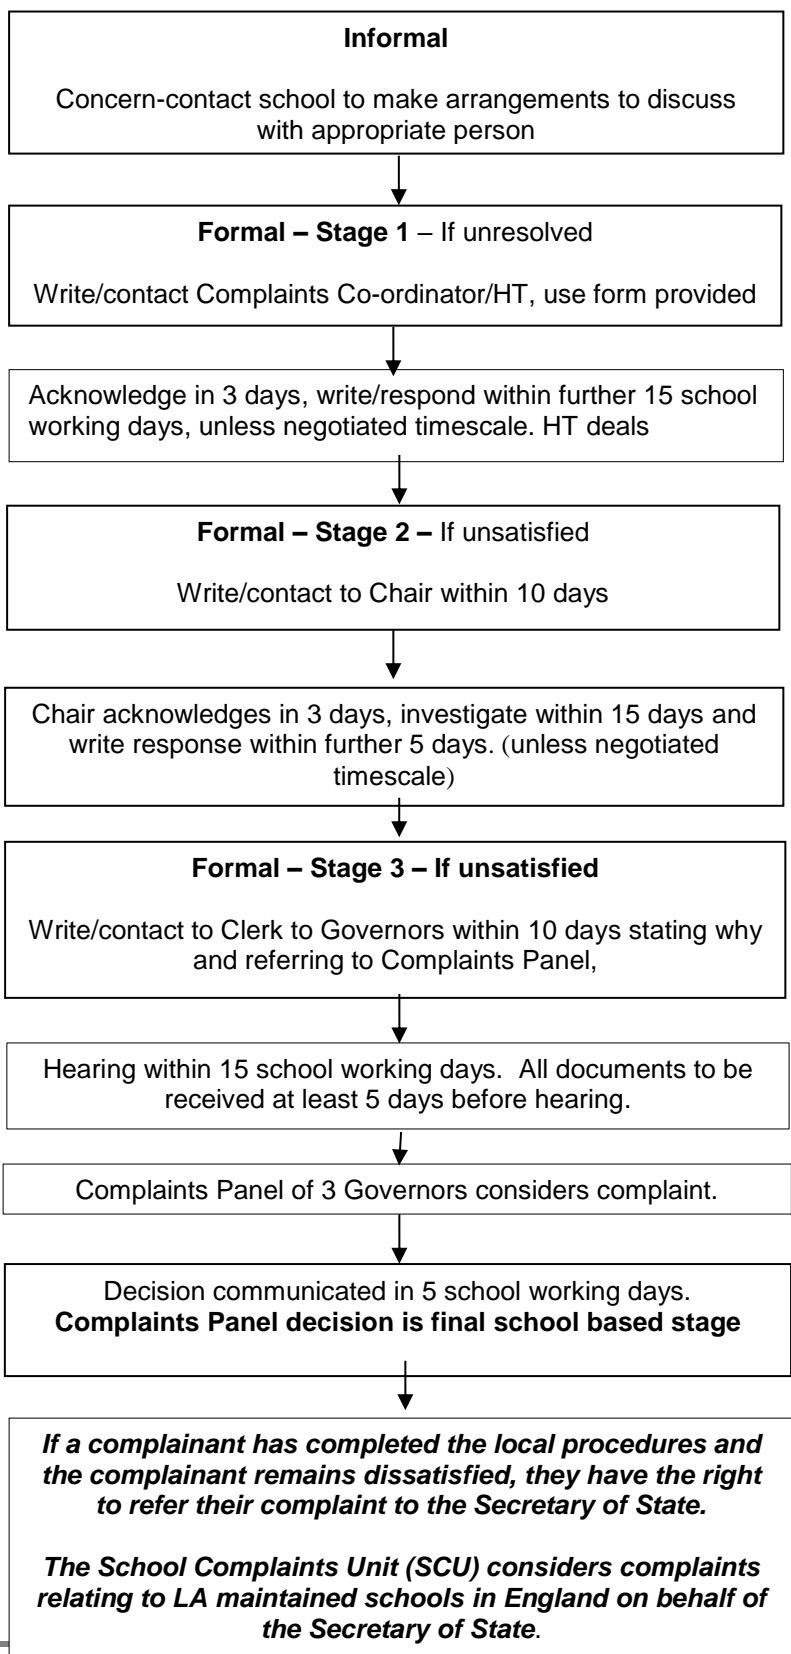 Informal
Concern-contact school to make arrangements to discuss
with appropriate person
Formal – Stage 1 – If unresolved
Write/contact Complaints Co-ordinator/HT, use form provided
Acknowledge in 3 days, write/respond within further 15 school
working days, unless negotiated timescale. HT deals
Formal – Stage 2 – If unsatisfied
Write/contact to Chair within 10 days
Chair acknowledges in 3 days, investigate within 15 days and
write response within further 5 days. (unless negotiated
timescale)
Formal – Stage 3 – If unsatisfied
Write/contact to Clerk to Governors within 10 days stating why
and referring to Complaints Panel,
Hearing within 15 school working days.  All documents to be
received at least 5 days before hearing.
Complaints Panel of 3 Governors considers complaint.
Decision communicated in 5 school working days.
Complaints Panel decision is final school based stage
If a complainant has completed the local procedures and
the complainant remains dissatisfied, they have the right
to refer their complaint to the Secretary of State.
The School Complaints Unit (SCU) considers complaints
relating to LA maintained schools in England on behalf of
the Secretary of State.